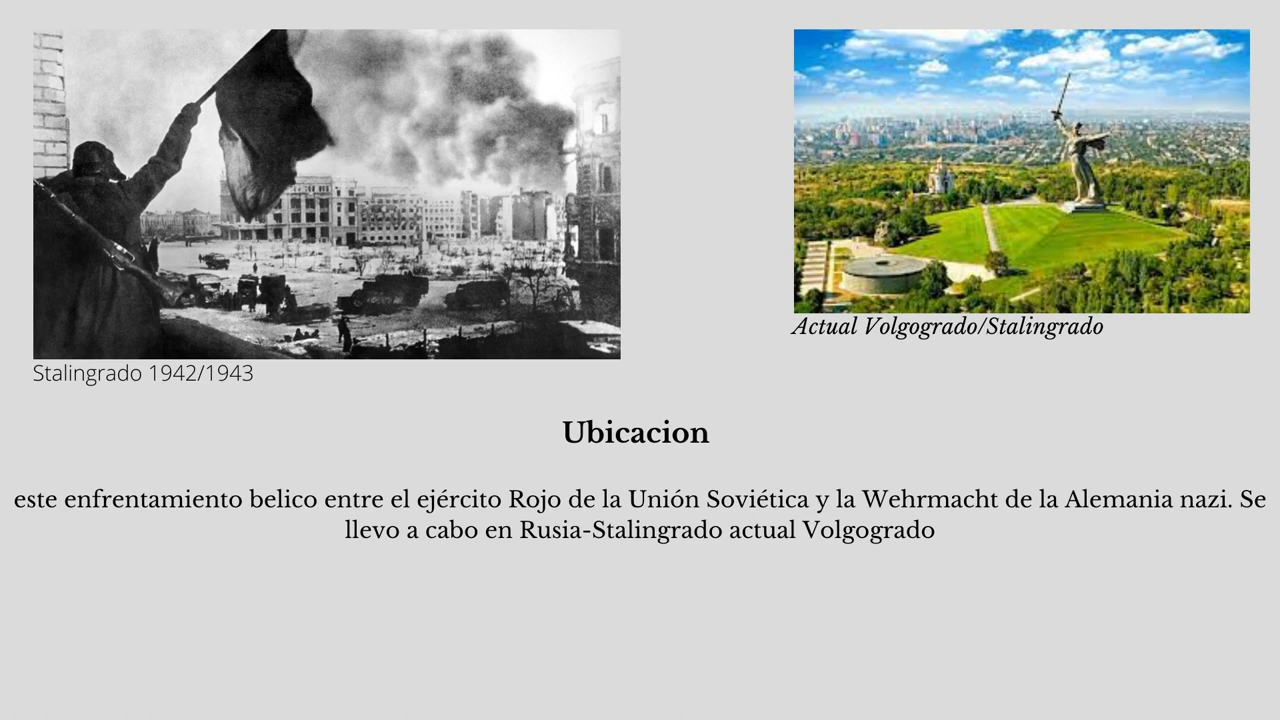 Stalingrado 1942/1943
Actual Volgogrado/Stalingrado
Ubicacion
este enfrentamiento belico entre el ejército Rojo de la Unión Soviética y la Wehrmacht de la Alemania nazi. Se
llevo a cabo en Rusia-Stalingrado actual Volgogrado